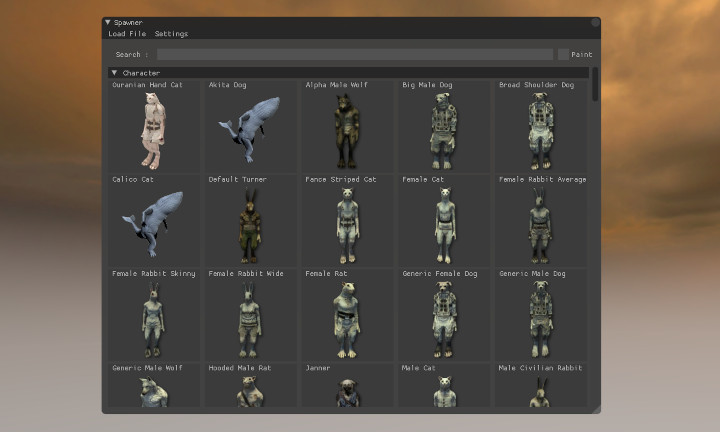 Spawner
Load File Settings
Search : Paint
Character
Ouranian Hand Cat Akita Dog Alpha Male Wolf Big Male Dog Broad Shoulder Dog
Calico Cat Default Turner Fance Striped Cat Female Cat Female Rabbit Average
Female Rabbit Skinny Female Rabbit Wide Female Rat Generic Female Dog Generic Male Dog
Generic Male Wolf Hooded Male Rat Janner Male Cat Male Civilian Rabbit